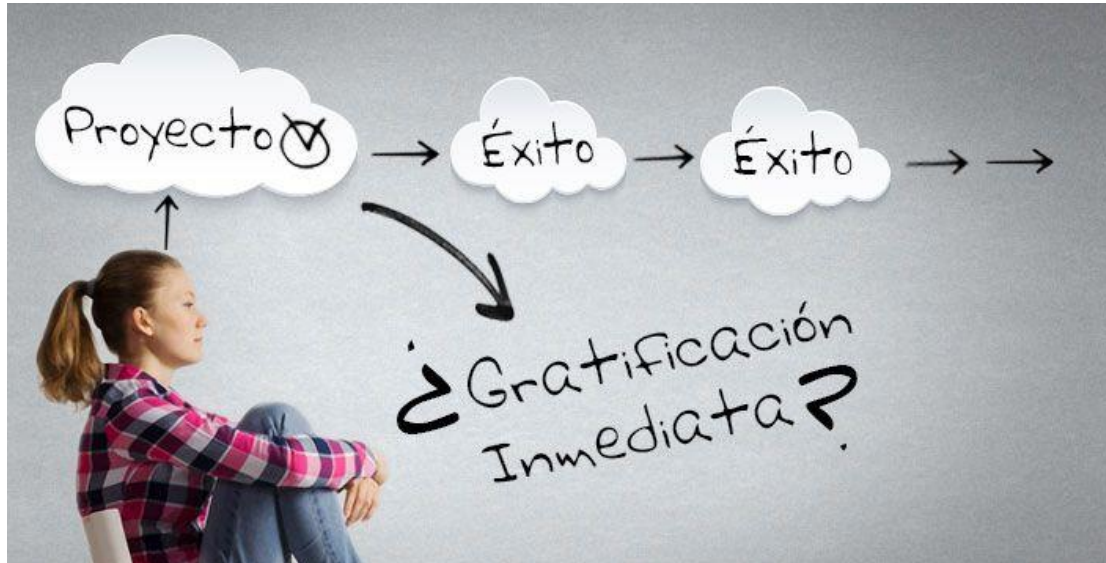 Proyecto
Éxito
Éxito
¿Gratificación
Inmediata?